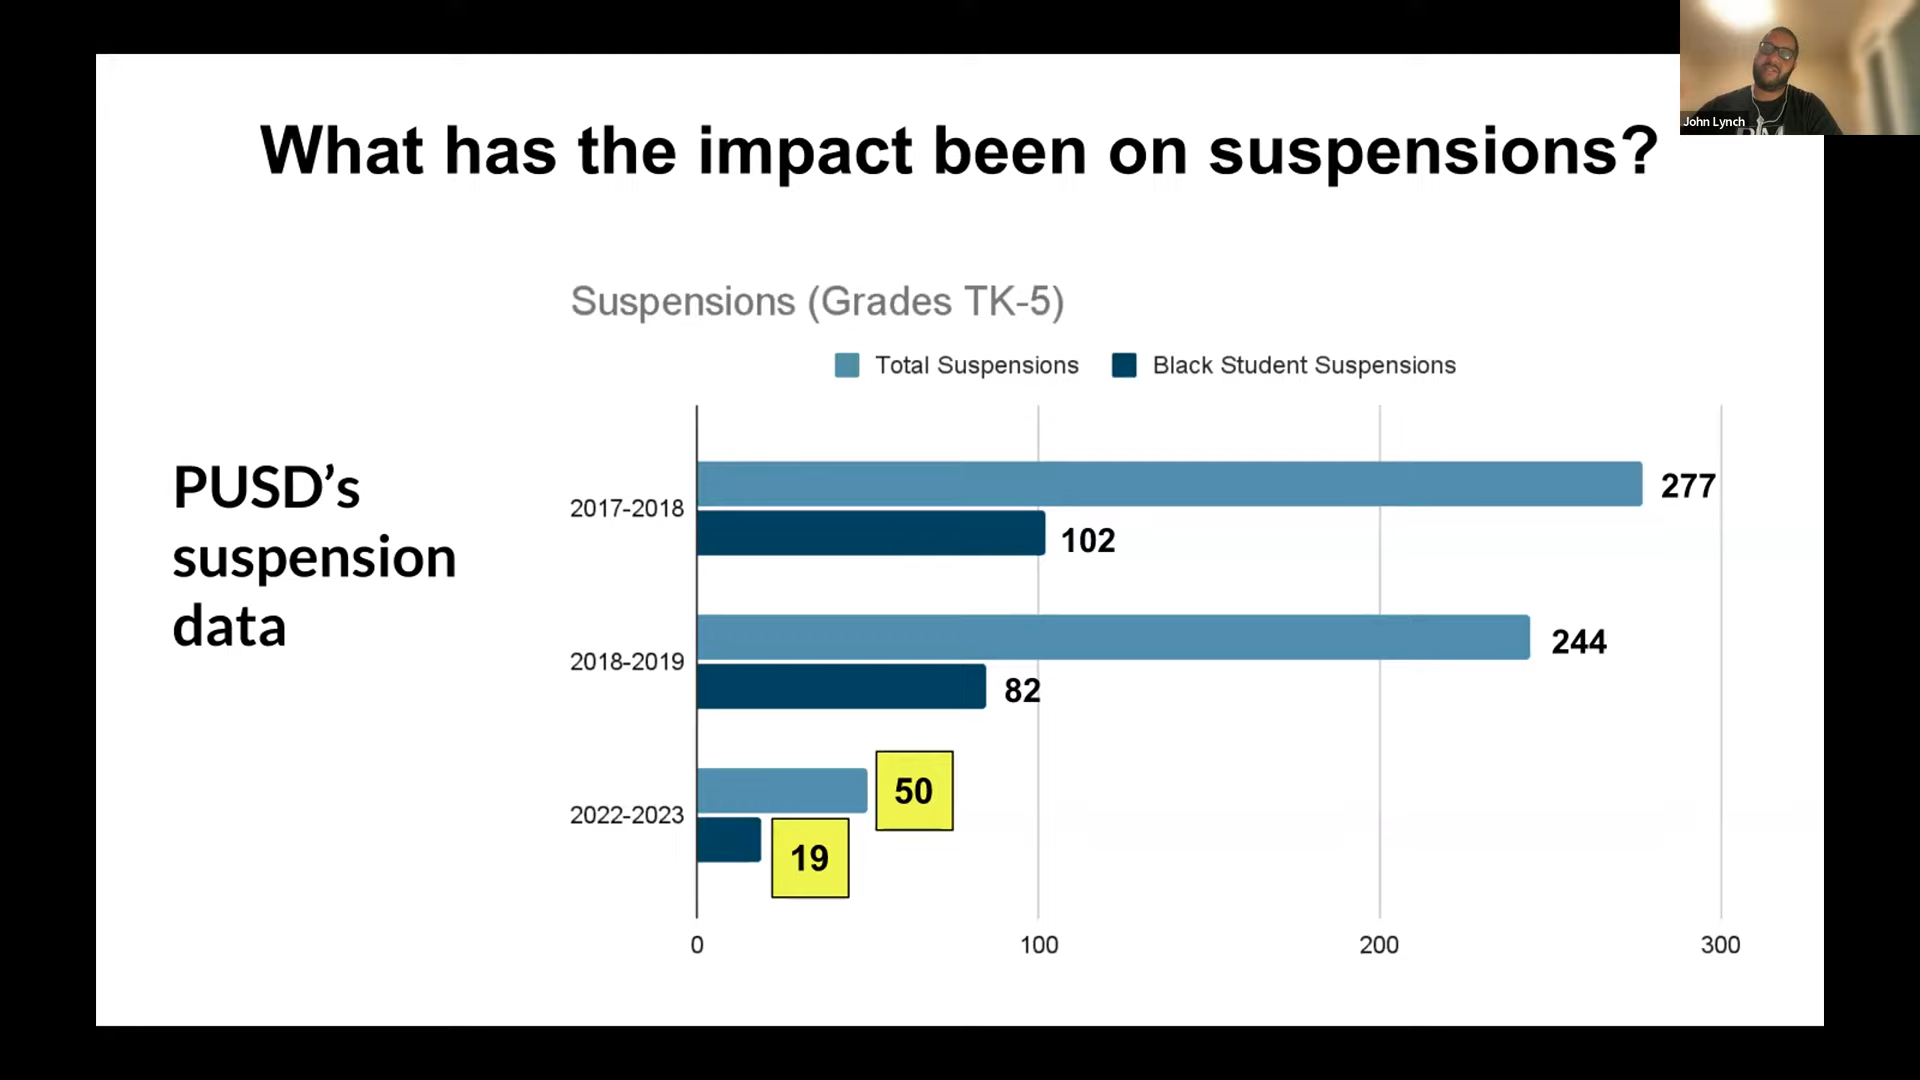 John Lynch
What has the impact been on suspensions?
Suspensions (Grades TK-5)
Total Suspensions
Black Student Suspensions
PUSD’s
suspension
data
2017-2018
277
102
2018-2019
244
82
2022-2023
50
19
0
100
200
300